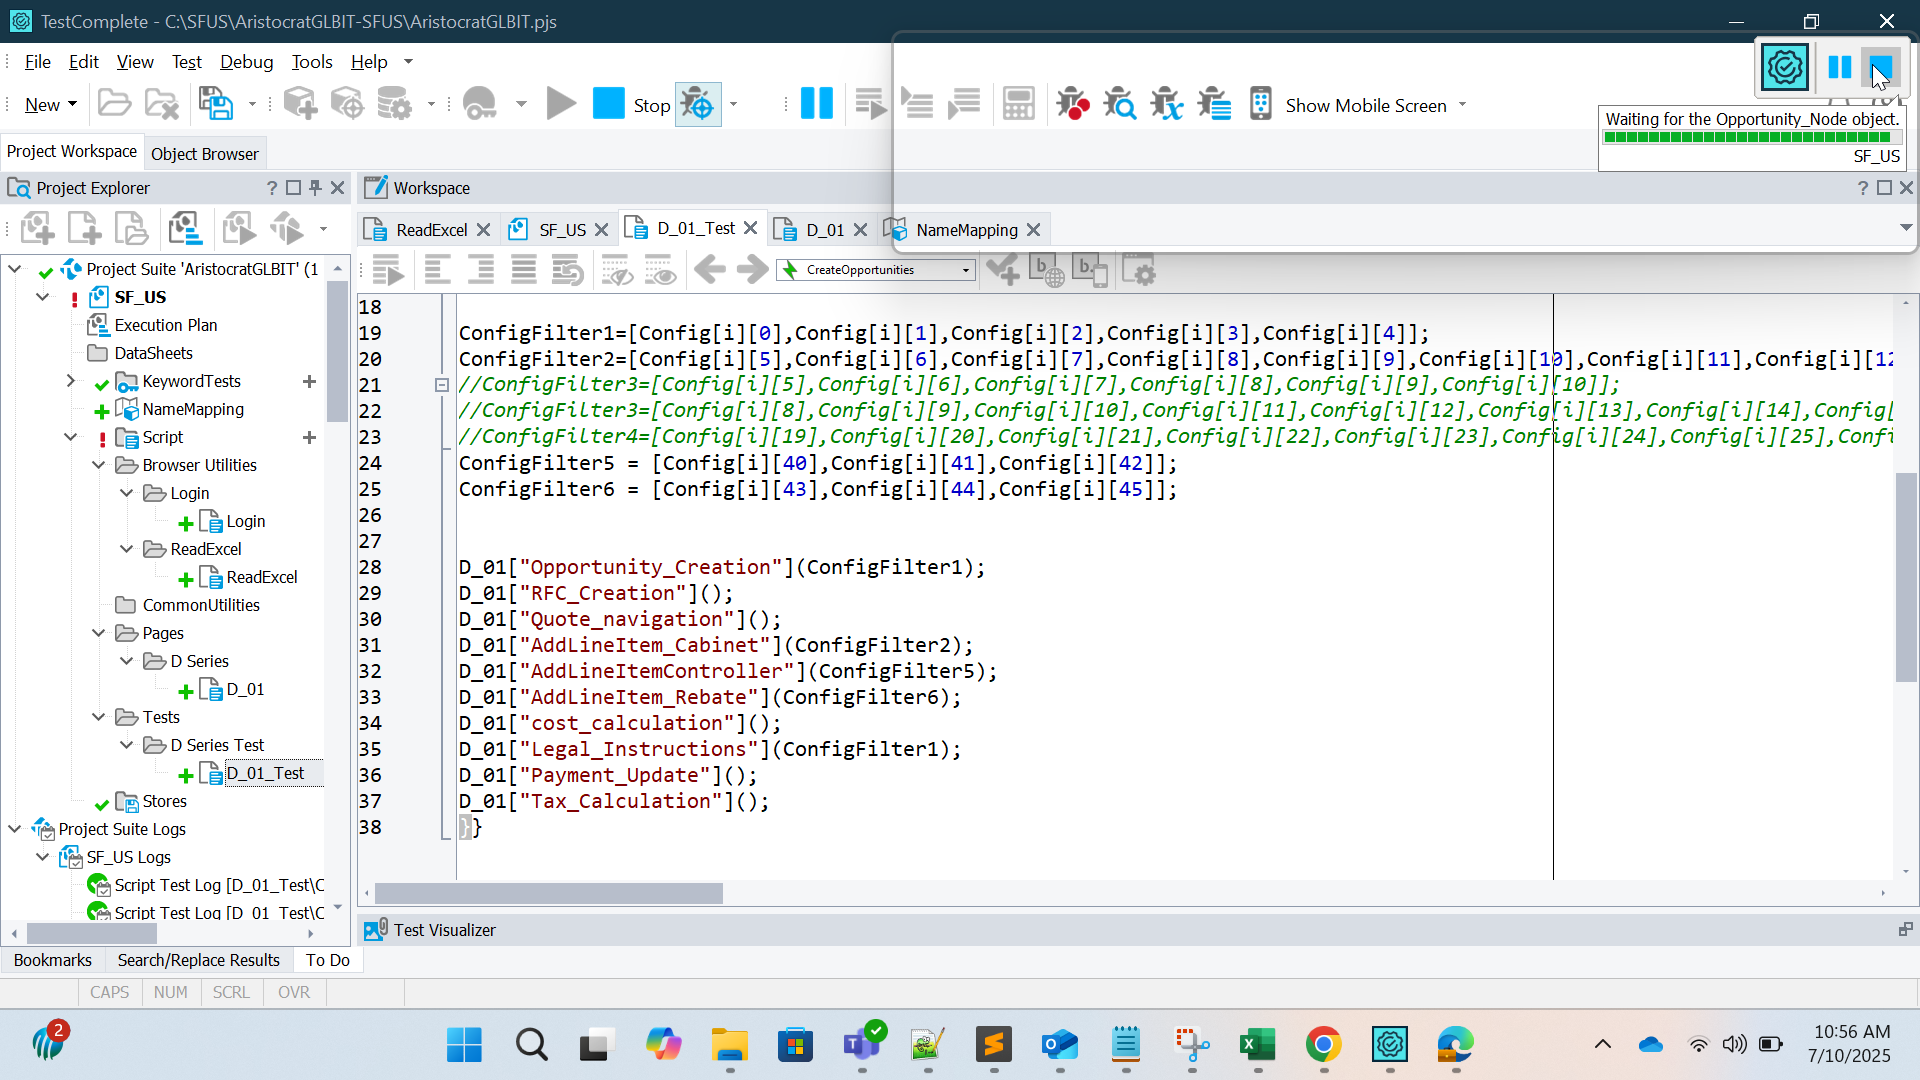 TestComplete - C:\SFUS\AristocratGLBIT-SFUS\AristocratGLBIT.pjs
File Edit View Test Debug Tools Help
New Stop Show Mobile Screen
Waiting for the Opportunity_Node object.
SF_US
Project Workspace Object Browser
Project Explorer ?
Workspace ?
ReadExcel SF_US D_01_Test D_01 NameMapping
CreateOpportunities
Project Suite 'AristocratGLBIT' (1
SF_US
Execution Plan
DataSheets
KeywordTests
NameMapping
Script
Browser Utilities
Login
Login
ReadExcel
ReadExcel
CommonUtilities
Pages
D Series
D_01
Tests
D Series Test
D_01_Test
Stores
Project Suite Logs
SF_US Logs
Script Test Log [D_01_Test\C
Script Test Log [D_01_Test\C
18
19 ConfigFilter1=[Config[i][0],Config[i][1],Config[i][2],Config[i][3],Config[i][4]];
20 ConfigFilter2=[Config[i][5],Config[i][6],Config[i][7],Config[i][8],Config[i][9],Config[i][10],Config[i][11],Config[i][12
21 //ConfigFilter3=[Config[i][5],Config[i][6],Config[i][7],Config[i][8],Config[i][9],Config[i][10]];
22 //ConfigFilter3=[Config[i][8],Config[i][9],Config[i][10],Config[i][11],Config[i][12],Config[i][13],Config[i][14],Config[
23 //ConfigFilter4=[Config[i][19],Config[i][20],Config[i][21],Config[i][22],Config[i][23],Config[i][24],Config[i][25],Confi
24 ConfigFilter5 = [Config[i][40],Config[i][41],Config[i][42]];
25 ConfigFilter6 = [Config[i][43],Config[i][44],Config[i][45]];
26
27
28 D_01["Opportunity_Creation"](ConfigFilter1);
29 D_01["RFC_Creation"]();
30 D_01["Quote_navigation"]();
31 D_01["AddLineItem_Cabinet"](ConfigFilter2);
32 D_01["AddLineItemController"](ConfigFilter5);
33 D_01["AddLineItem_Rebate"](ConfigFilter6);
34 D_01["cost_calculation"]();
35 D_01["Legal_Instructions"](ConfigFilter1);
36 D_01["Payment_Update"]();
37 D_01["Tax_Calculation"]();
38 }}
Test Visualizer
Bookmarks Search/Replace Results To Do
CAPS NUM SCRL OVR
2
10:56 AM
7/10/2025